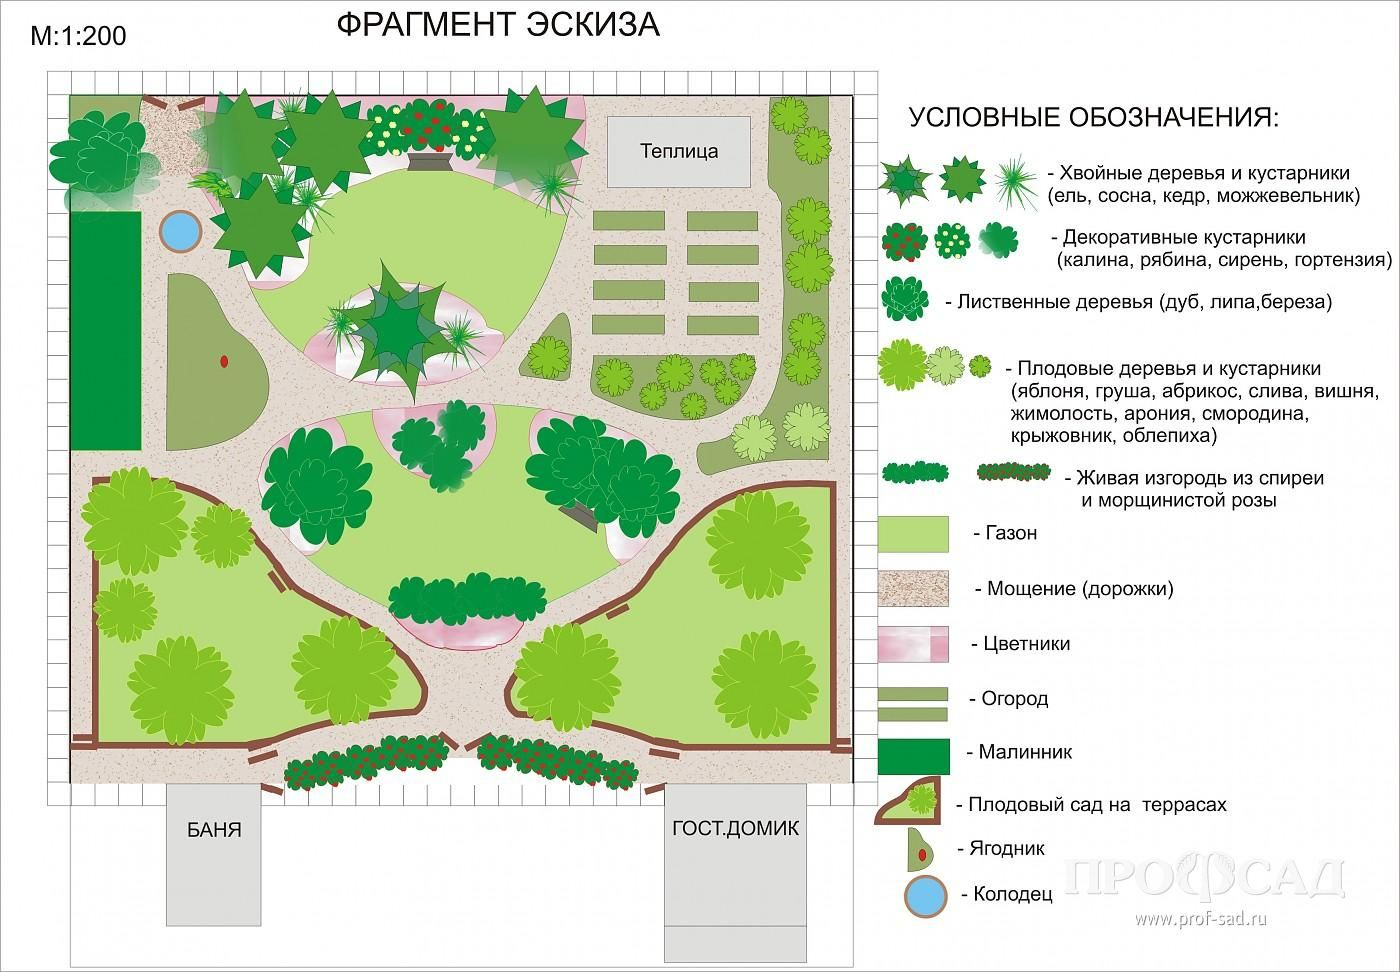 М:1:200
ФРАГМЕНТ ЭСКИЗА
Теплица
БАНЯ
ГОСТ.ДОМИК
УСЛОВНЫЕ ОБОЗНАЧЕНИЯ:
- Хвойные деревья и кустарники
(ель, сосна, кедр, можжевельник)
- Декоративные кустарники
(калина, рябина, сирень, гортензия)
- Лиственные деревья (дуб, липа,береза)
- Плодовые деревья и кустарники
(яблоня, груша, абрикос, слива, вишня,
жимолость, арония, смородина,
крыжовник, облепиха)
- Живая изгородь из спиреи
и морщинистой розы
- Газон
- Мощение (дорожки)
- Цветники
- Огород
- Малинник
- Плодовый сад на террасах
- Ягодник
- Колодец
ПРОФСАД
www.prof-sad.ru